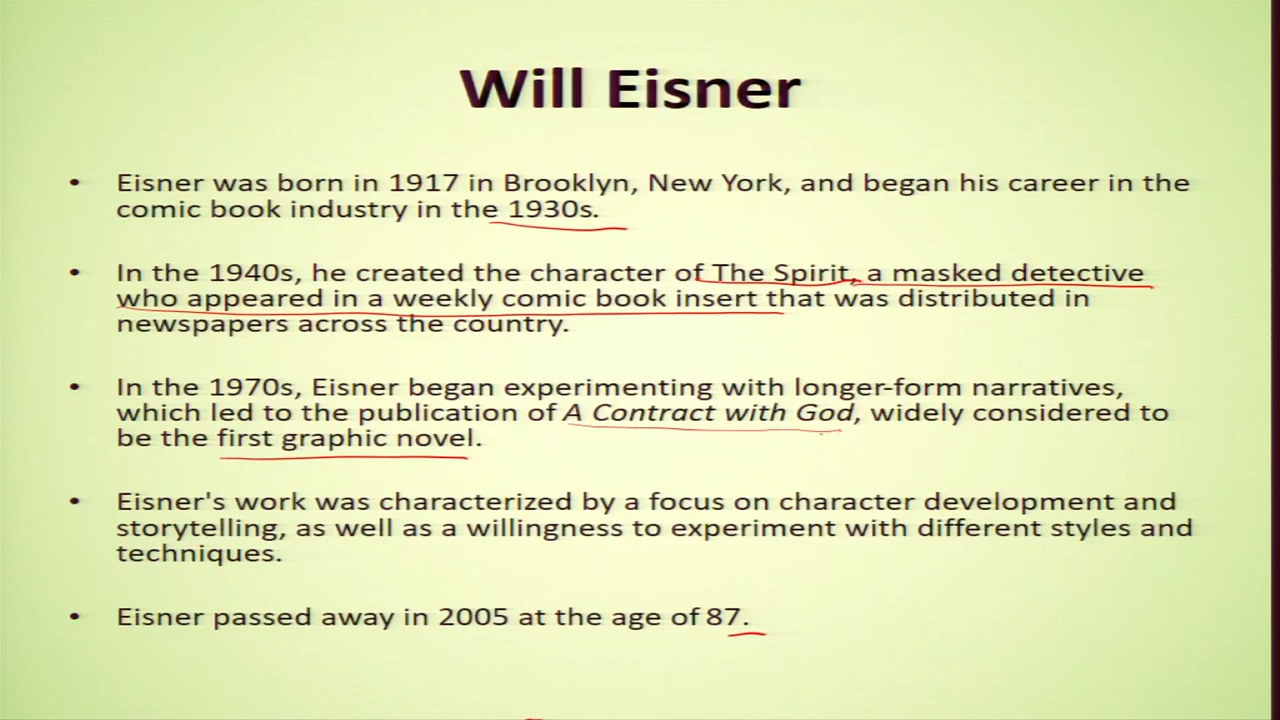 Will Eisner
• Eisner was born in 1917 in Brooklyn, New York, and began his career in the
comic book industry in the 1930s.
• In the 1940s, he created the character of The Spirit, a masked detective
who appeared in a weekly comic book insert that was distributed in
newspapers across the country.
• In the 1970s, Eisner began experimenting with longer-form narratives,
which led to the publication of A Contract with God, widely considered to
be the first graphic novel.
• Eisner's work was characterized by a focus on character development and
storytelling, as well as a willingness to experiment with different styles and
techniques.
• Eisner passed away in 2005 at the age of 87.